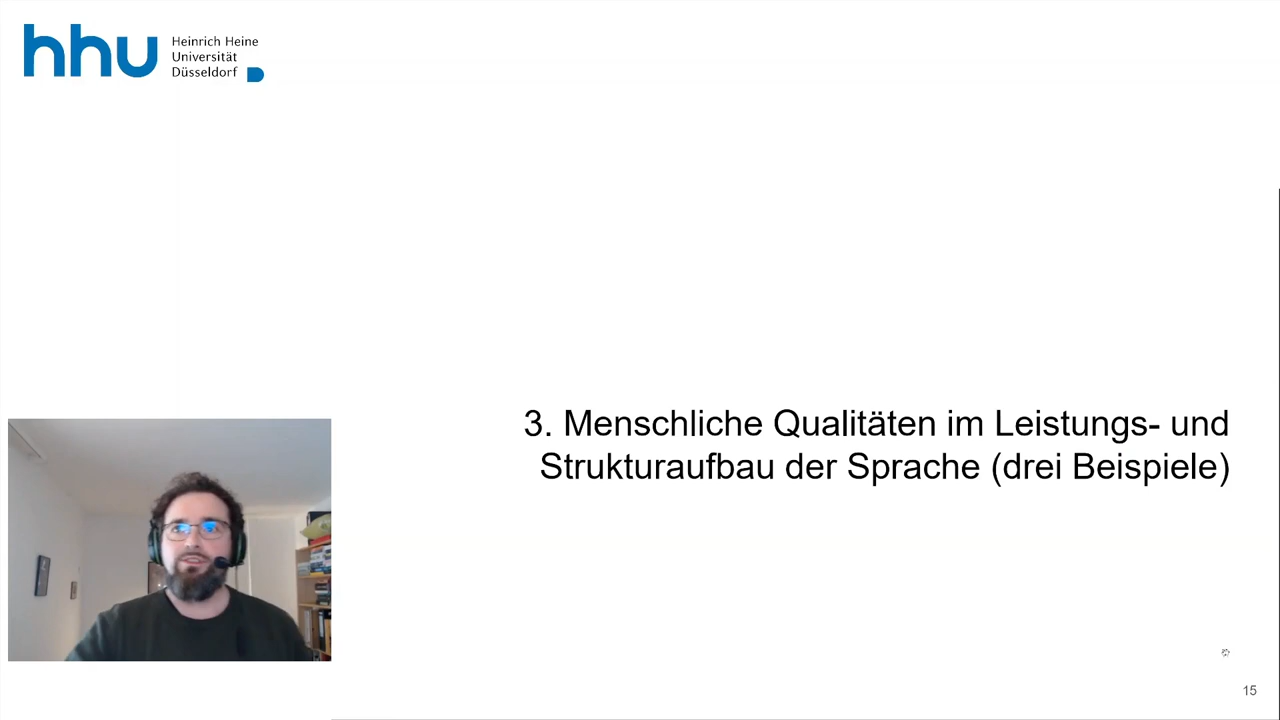 hhu
Heinrich Heine
Universität
Düsseldorf
3. Menschliche Qualitäten im Leistungs- und
Strukturaufbau der Sprache (drei Beispiele)
15